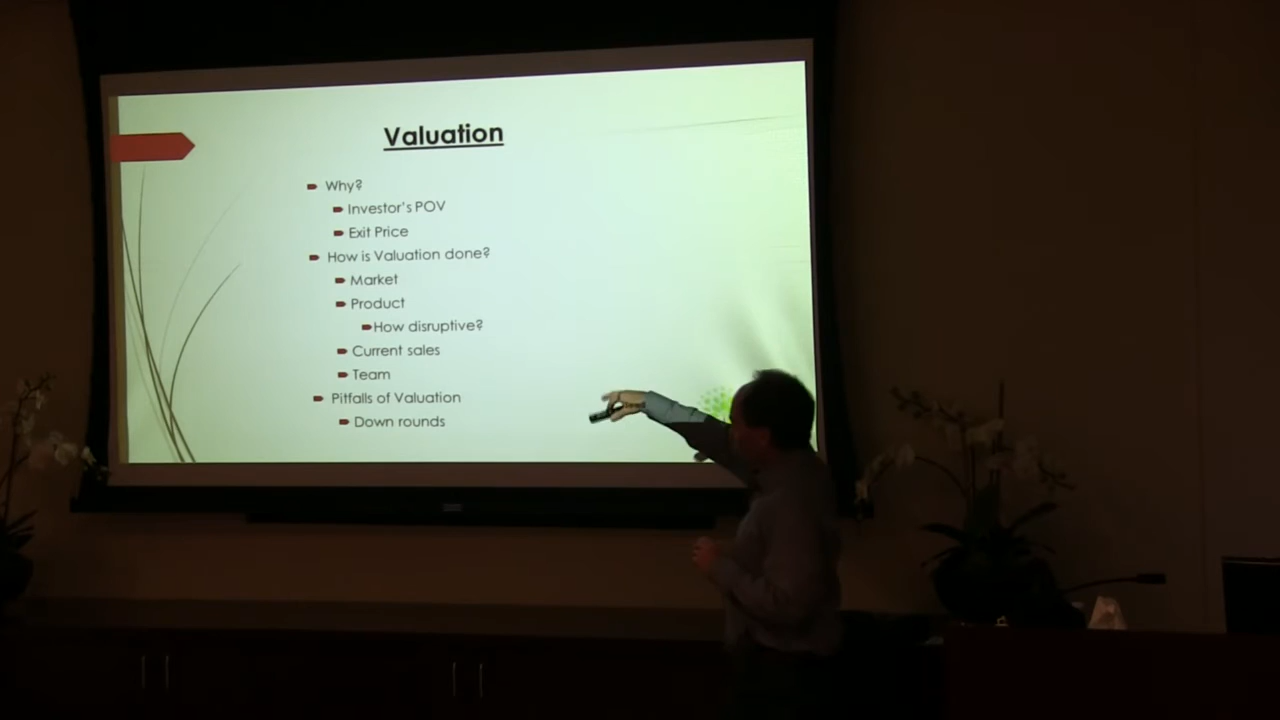 Valuation
Why?
Investor's POV
Exit Price
How is Valuation done?
Market
Product
How disruptive?
Current sales
Team
Pitfalls of Valuation
Down rounds